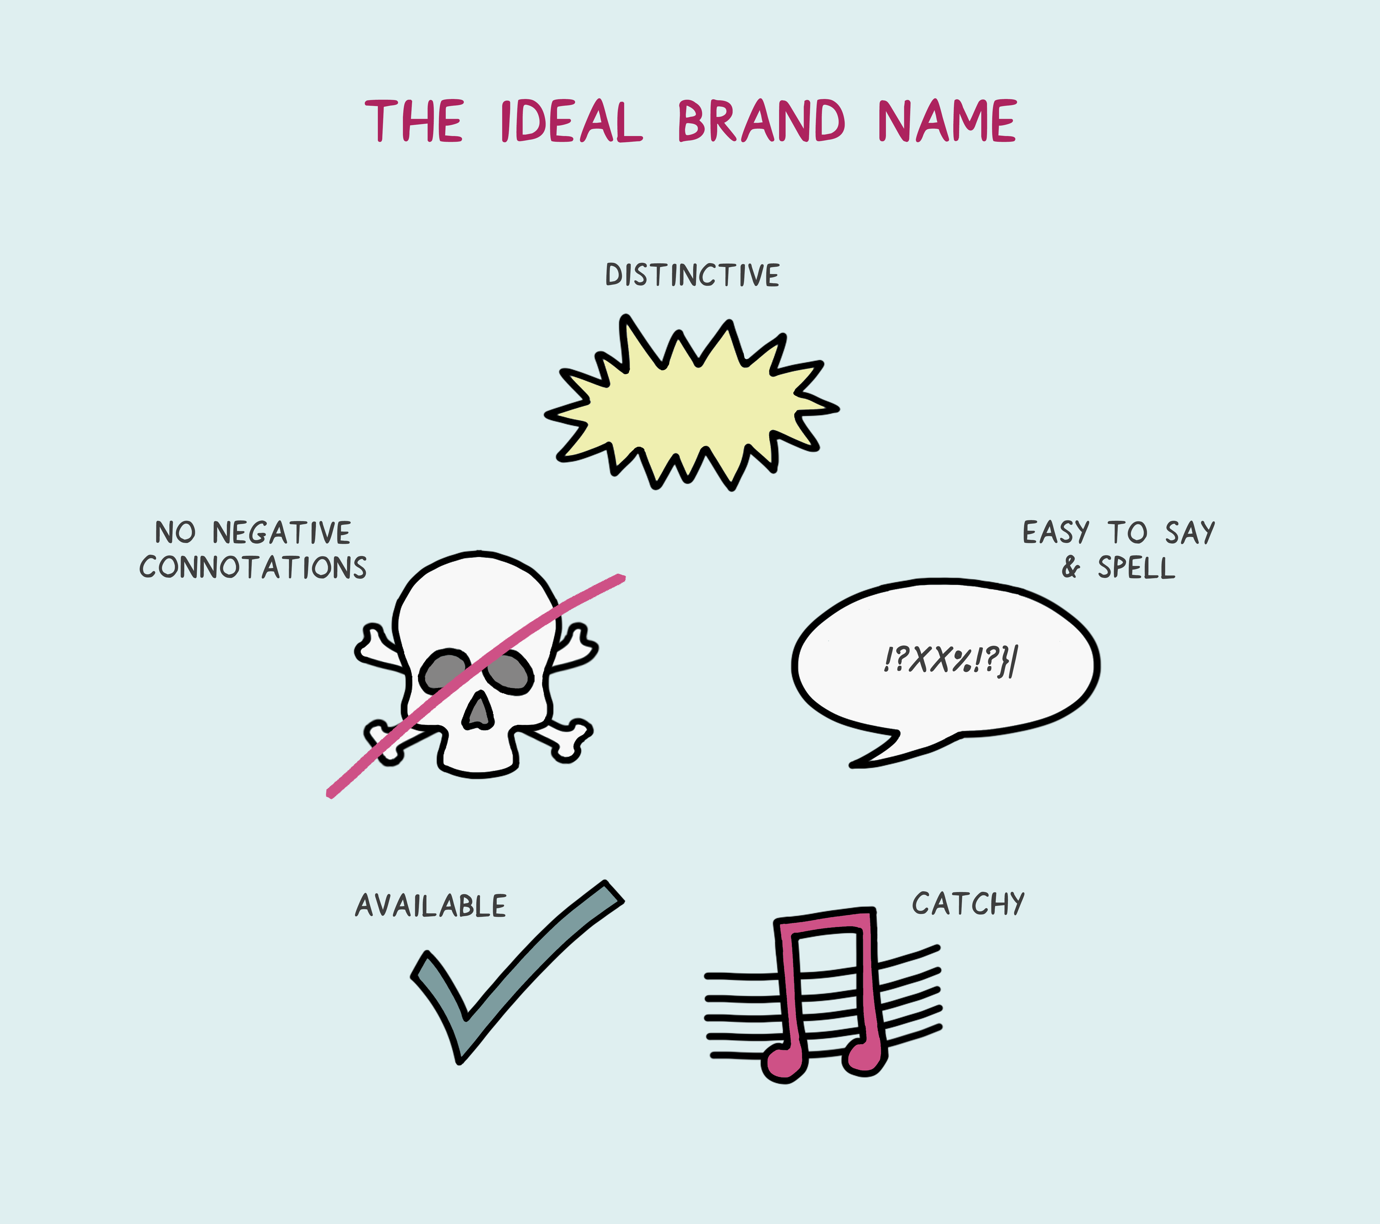 THE IDEAL BRAND NAME
DISTINCTIVE
NO NEGATIVE
CONNOTATIONS
EASY TO SAY
& SPELL
!?XX%!?}|
AVAILABLE
CATCHY